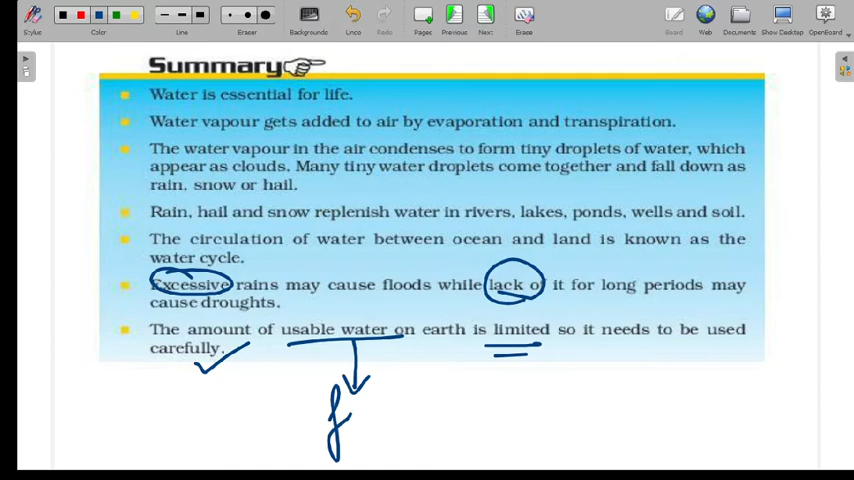 Stylus
Color
Line
Eraser
Backgrounds
Undo
Redo
Pages
Previous
Next
Erase
Board
Web
Documents
Show Desktop
OpenBoard
Summary
Water is essential for life.
Water vapour gets added to air by evaporation and transpiration.
The water vapour in the air condenses to form tiny droplets of water, which
appear as clouds. Many tiny water droplets come together and fall down as
rain, snow or hail.
Rain, hail and snow replenish water in rivers, lakes, ponds, wells and soil.
The circulation of water between ocean and land is known as the
water cycle.
Excessive rains may cause floods while lack of it for long periods may
cause droughts.
The amount of usable water on earth is limited so it needs to be used
carefully.
f